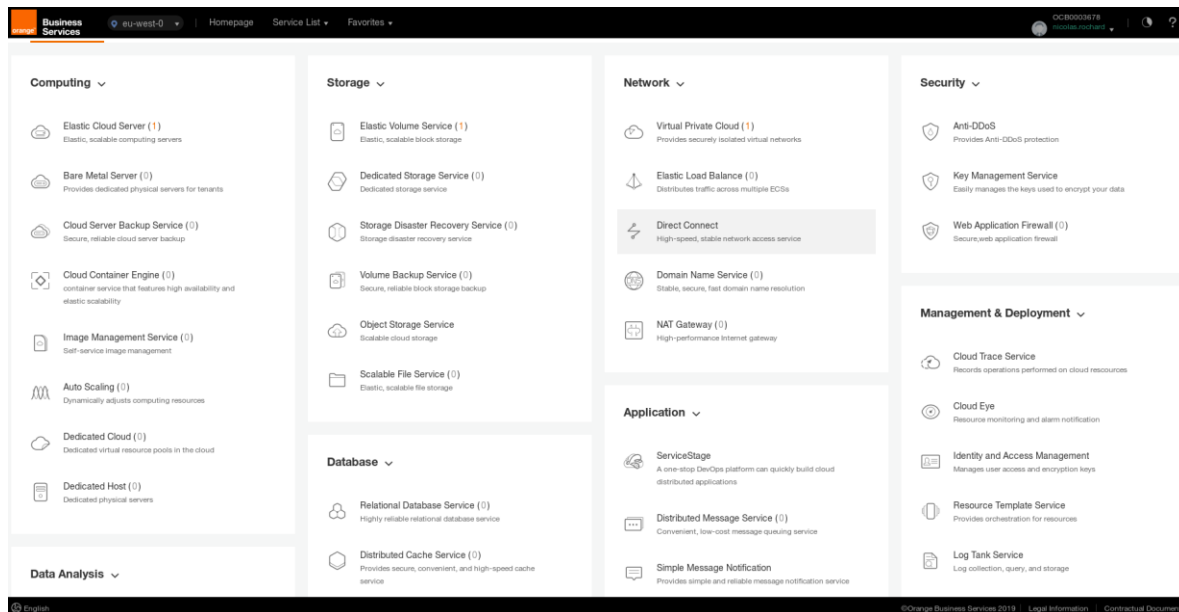 orange
Business
Services
eu-west-0
Homepage
Service List
Favorites
OCB0003678
nicolas.rochard
?
Computing
Elastic Cloud Server (1)
Elastic, scalable computing servers
Bare Metal Server (0)
Provides dedicated physical servers for tenants
Cloud Server Backup Service (0)
Secure, reliable cloud server backup
Cloud Container Engine (0)
container service that features high availability and
elastic scalability
Image Management Service (0)
Self-service image management
Auto Scaling (0)
Dynamically adjusts computing resources
Dedicated Cloud (0)
Dedicated virtual resource pools in the cloud
Dedicated Host (0)
Dedicated physical servers
Data Analysis
Storage
Elastic Volume Service (1)
Elastic, scalable block storage
Dedicated Storage Service (0)
Dedicated storage service
Storage Disaster Recovery Service (0)
Storage disaster recovery service
Volume Backup Service (0)
Secure, reliable block storage backup
Object Storage Service
Scalable cloud storage
Scalable File Service (0)
Elastic, scalable file storage
Database
Relational Database Service (0)
Highly reliable relational database service
Distributed Cache Service (0)
Provides secure, convenient, and high-speed cache
service
Network
Virtual Private Cloud (1)
Provides securely isolated virtual networks
Elastic Load Balance (0)
Distributes traffic across multiple ECSs
Direct Connect
High-speed, stable network access service
Domain Name Service (0)
Stable, secure, fast domain name resolution
NAT Gateway (0)
High-performance Internet gateway
Application
ServiceStage
A one-stop DevOps platform can quickly build cloud
distributed applications
Distributed Message Service (0)
Convenient, low-cost message queuing service
Simple Message Notification
Provides simple and reliable message notification service
Security
Anti-DDoS
Provides Anti-DDoS protection
Key Management Service
Easily manages the keys used to encrypt your data
Web Application Firewall (0)
Secure,web application firewall
Management & Deployment
Cloud Trace Service
Records operations performed on cloud rescources
Cloud Eye
Resource monitoring and alarm notification
Identity and Access Management
Manages user access and encryption keys
Resource Template Service
Provides orchestration for resources
Log Tank Service
Log collection, query, and storage
English
©Orange Business Services 2019
Legal Information
Contractual Documen